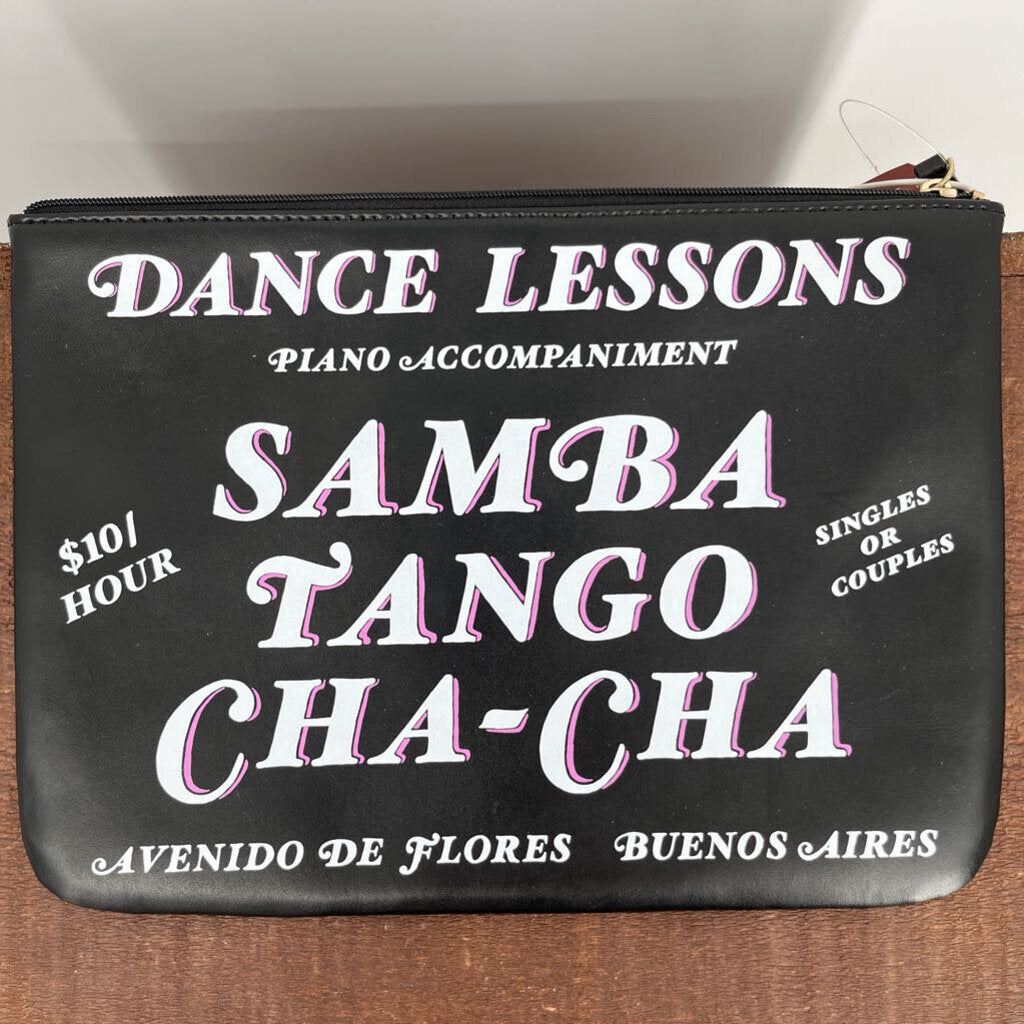 DANCE LESSONS
PIANO ACCOMPANIMENT
SAMBA
$10/
HOUR
SINGLES
OR
COUPLES
TANGO
CHA-CHA
AVENIDO DE FLORES BUENOS AIRES